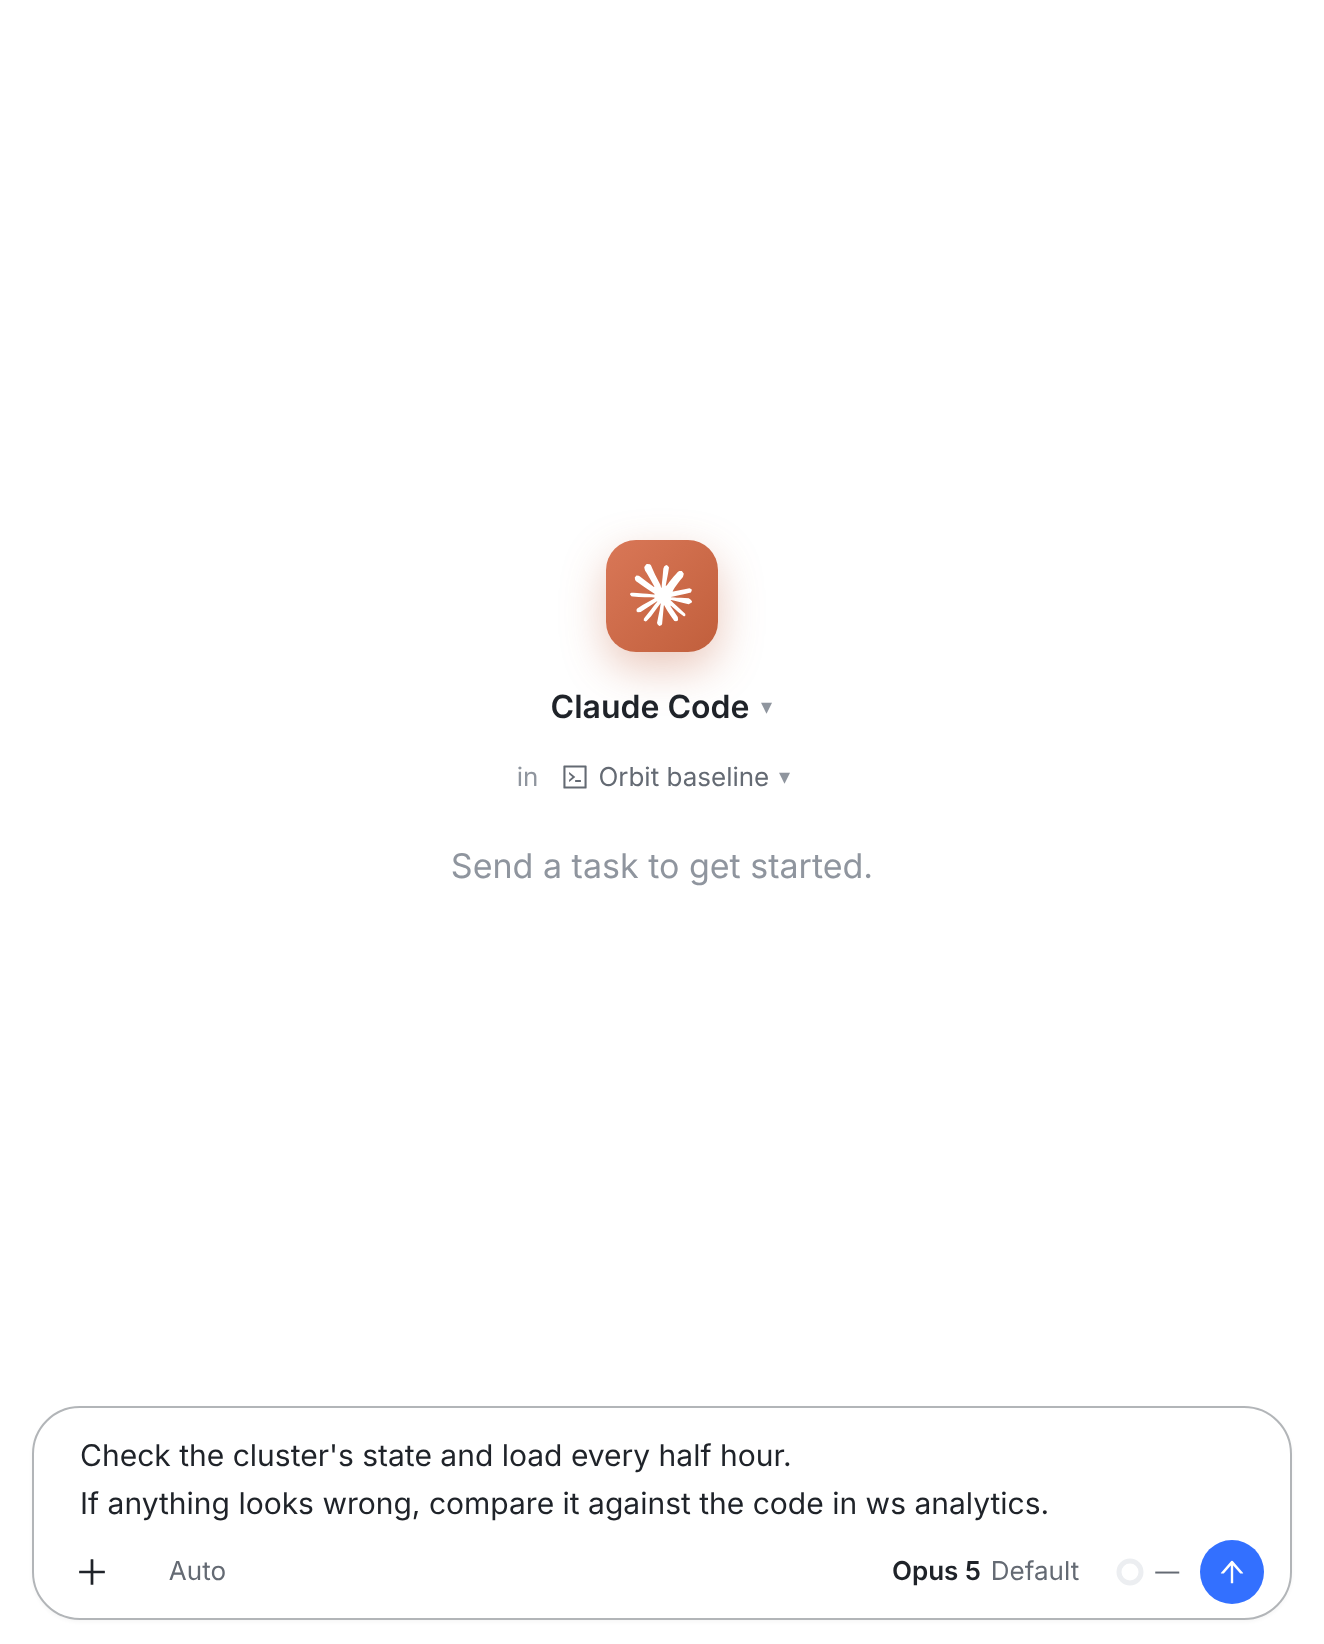 Claude Code
in Orbit baseline
Send a task to get started.
Check the cluster's state and load every half hour.
If anything looks wrong, compare it against the code in ws analytics.
Auto
Opus 5 Default —